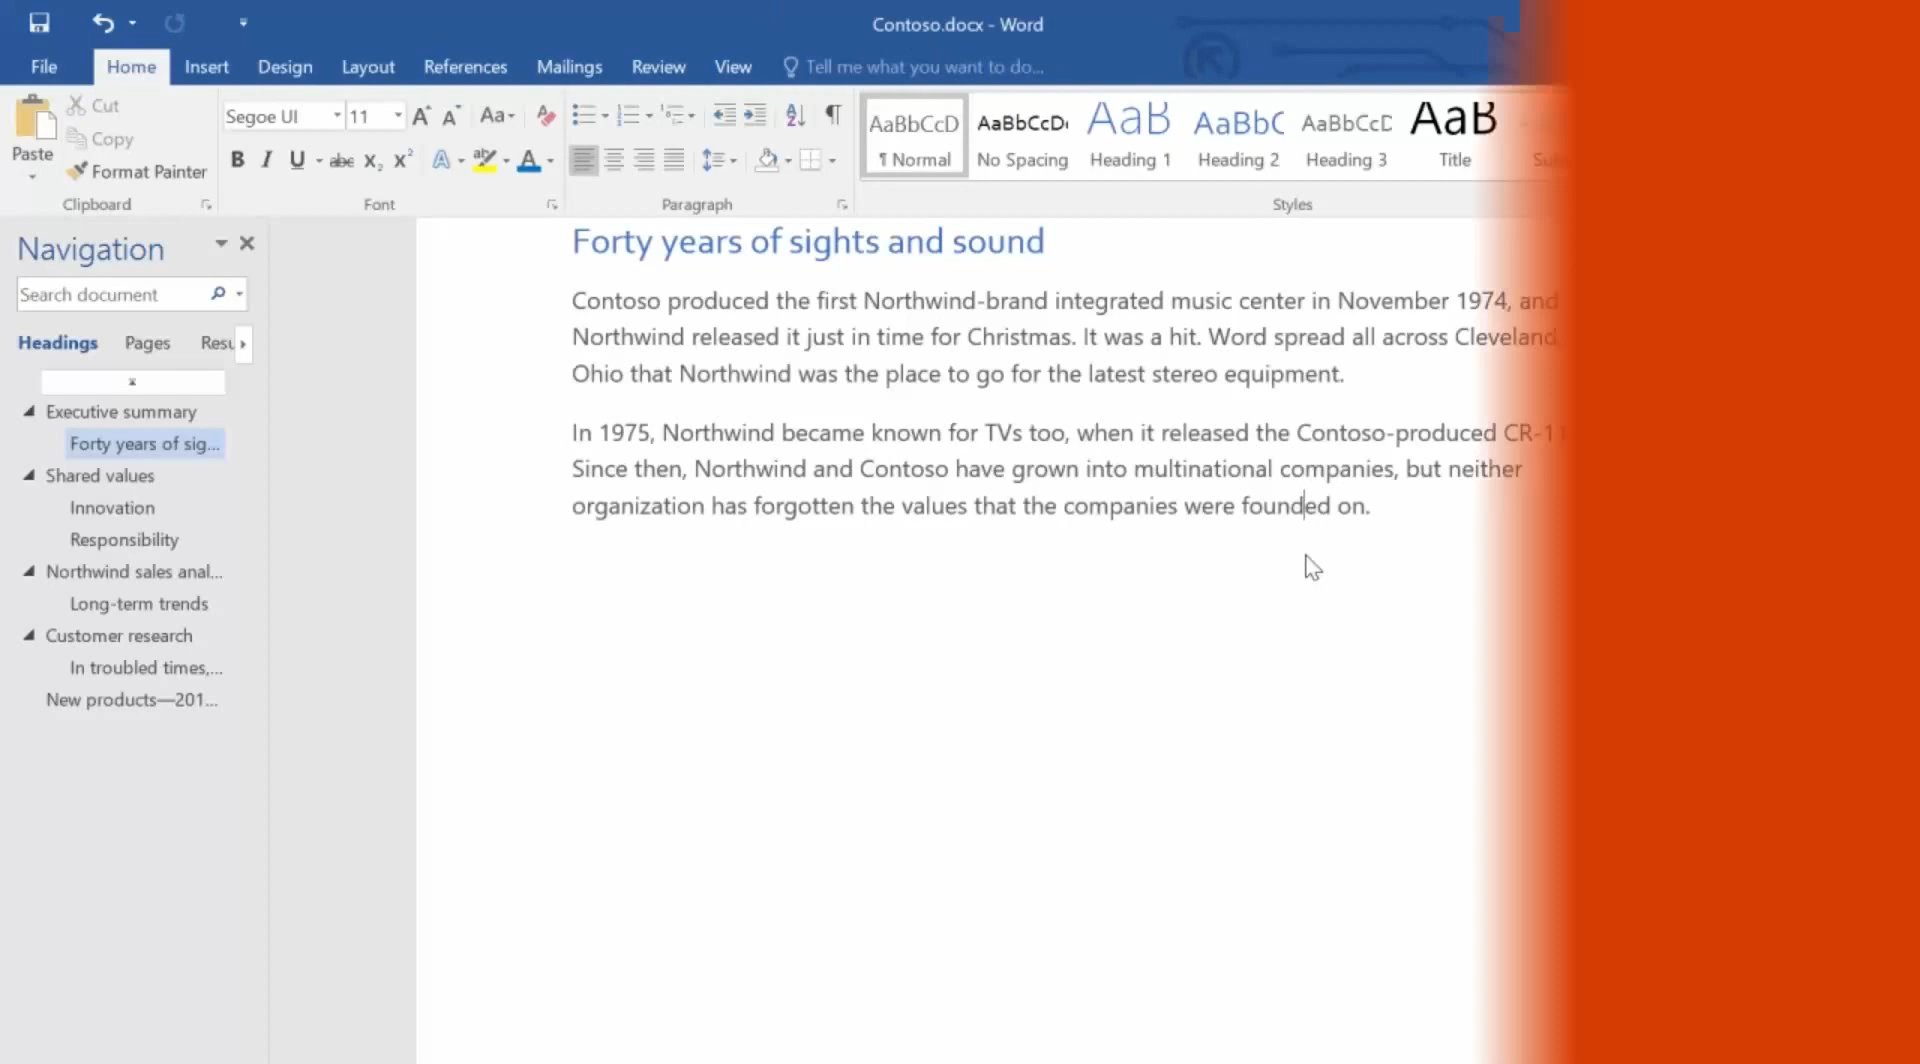 Contoso.docx - Word
File Home Insert Design Layout References Mailings Review View Tell me what you want to do...
Paste
Cut
Copy
Format Painter
Clipboard
Segoe UI 11
Font
Paragraph
AaBbCcD AaBbCcDc AaB AaBbC AaBbCcD AaB
¶ Normal No Spacing Heading 1 Heading 2 Heading 3 Title
Styles
Navigation
Search document
Headings Pages Resu
Executive summary
Forty years of sig...
Shared values
Innovation
Responsibility
Northwind sales anal...
Long-term trends
Customer research
In troubled times,...
New products—201...
Forty years of sights and sound
Contoso produced the first Northwind-brand integrated music center in November 1974, and
Northwind released it just in time for Christmas. It was a hit. Word spread all across Cleveland,
Ohio that Northwind was the place to go for the latest stereo equipment.
In 1975, Northwind became known for TVs too, when it released the Contoso-produced CR-11
Since then, Northwind and Contoso have grown into multinational companies, but neither
organization has forgotten the values that the companies were founded on.